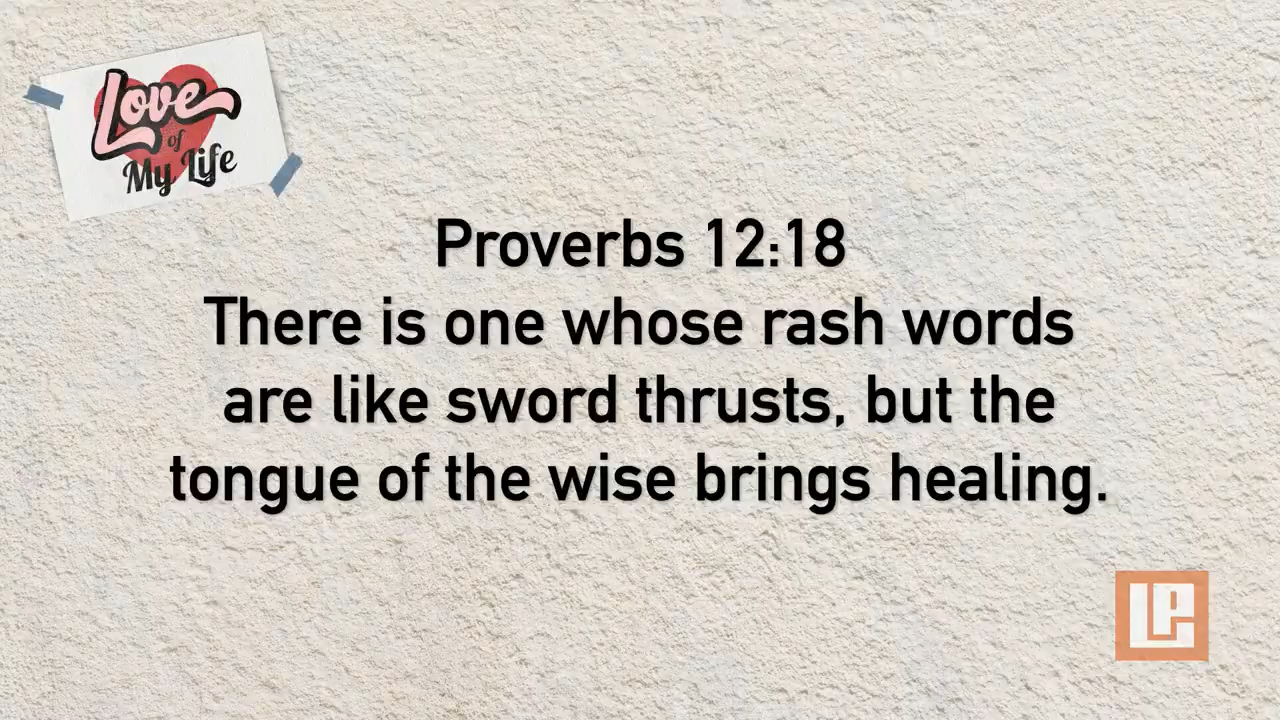 Love
of
My Life
Proverbs 12:18
There is one whose rash words
are like sword thrusts, but the
tongue of the wise brings healing.
LP